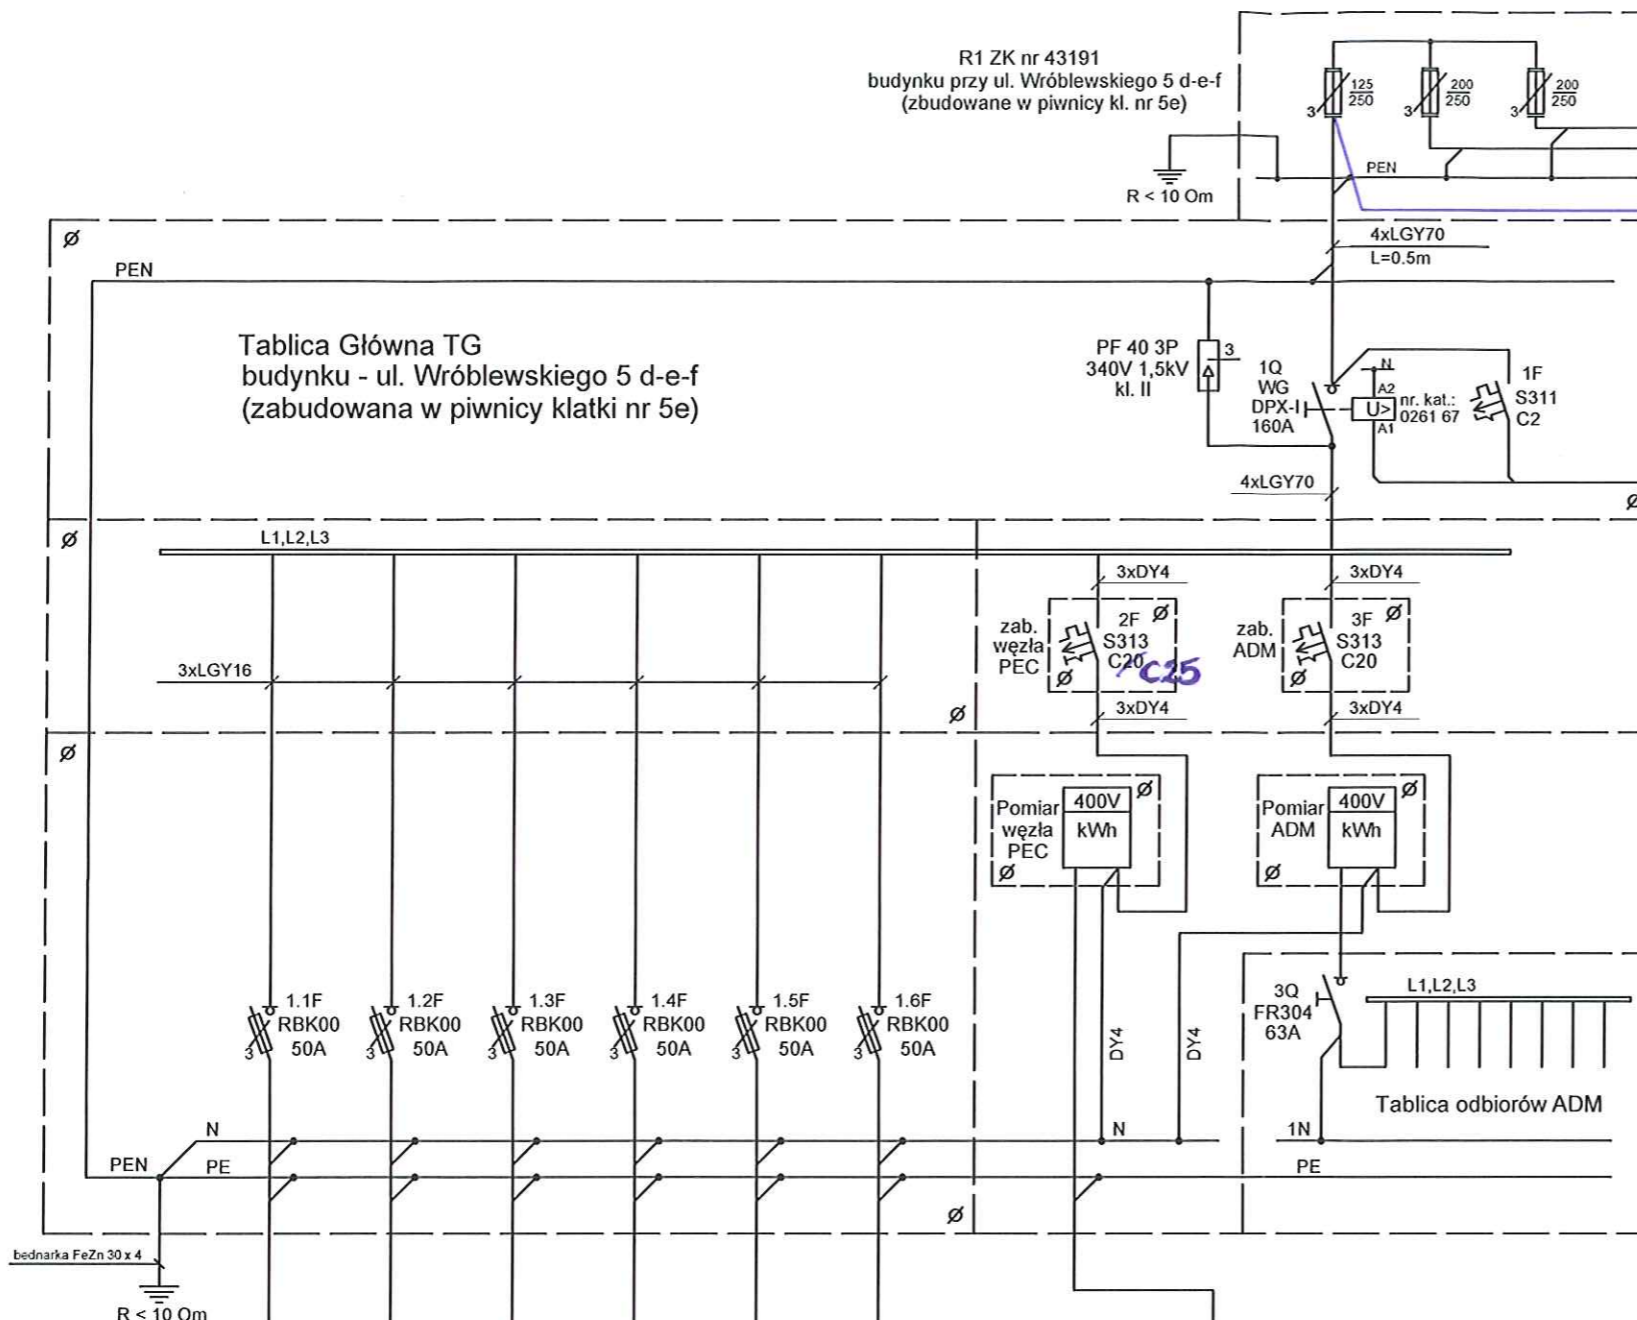 R1 ZK nr 43191
budynku przy ul. Wróblewskiego 5 d-e-f
(zbudowane w piwnicy kl. nr 5e)
3
125
250
3
200
250
3
200
250
PEN
R < 10 Om
4xLGY70
L=0.5m
Ø
PEN
Tablica Główna TG
budynku - ul. Wróblewskiego 5 d-e-f
(zabudowana w piwnicy klatki nr 5e)
PF 40 3P
340V 1,5kV
kl. II
3
1Q
WG
DPX-I
160A
N
A2
U>
A1
nr. kat.:
0261 67
1F
S311
C2
4xLGY70
Ø
Ø
L1,L2,L3
3xDY4
3xDY4
zab.
węzła
PEC
2F
S313
C20
C25
Ø
Ø
zab.
ADM
3F
S313
C20
Ø
Ø
3xLGY16
3xDY4
3xDY4
Ø
Ø
Pomiar
węzła
PEC
400V
kWh
Ø
Ø
Pomiar
ADM
400V
kWh
Ø
Ø
1.1F
RBK00
50A
3
1.2F
RBK00
50A
3
1.3F
RBK00
50A
3
1.4F
RBK00
50A
3
1.5F
RBK00
50A
3
1.6F
RBK00
50A
3
DY4
DY4
3Q
FR304
63A
L1,L2,L3
Tablica odbiorów ADM
N
N
1N
PEN
PE
PE
Ø
bednarka FeZn 30 x 4
R < 10 Om